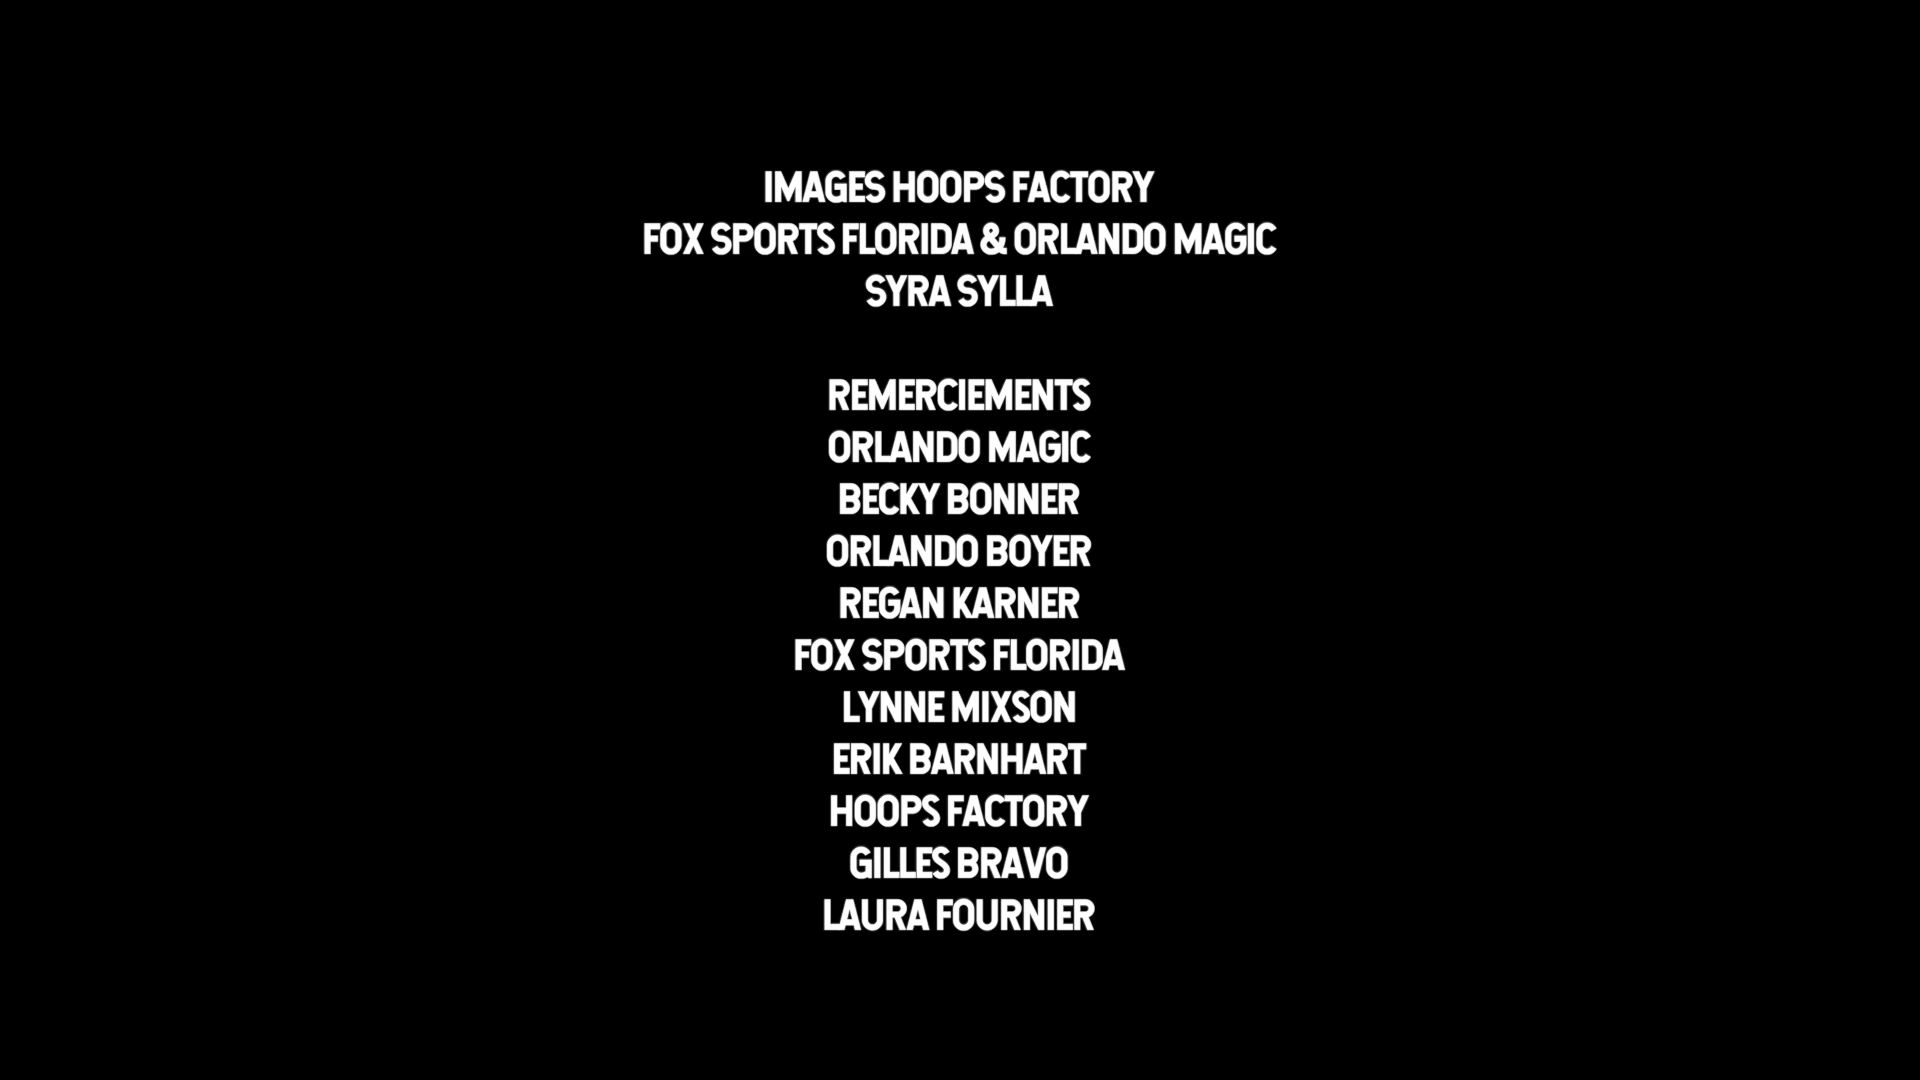 IMAGES HOOPS FACTORY
FOX SPORTS FLORIDA & ORLANDO MAGIC
SYRA SYLLA
REMERCIEMENTS
ORLANDO MAGIC
BECKY BONNER
ORLANDO BOYER
REGAN KARNER
FOX SPORTS FLORIDA
LYNNE MIXSON
ERIK BARNHART
HOOPS FACTORY
GILLES BRAVO
LAURA FOURNIER